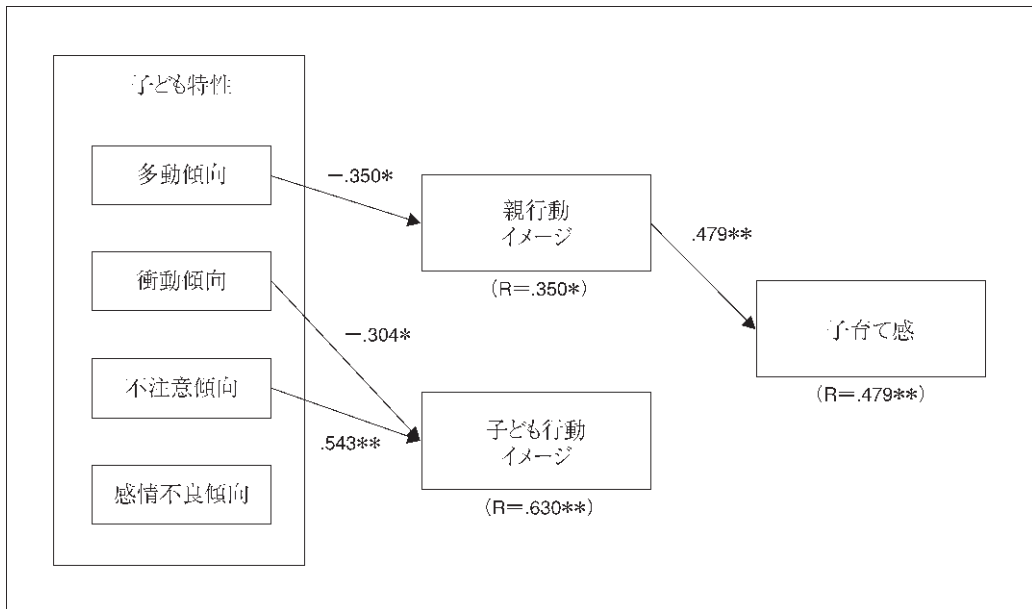 子ども特性
多動傾向
衝動傾向
不注意傾向
感情不良傾向
－.350*
－.304*
.543**
親行動
イメージ
(R＝.350*)
子ども行動
イメージ
(R＝.630**)
.479**
子育て感
(R＝.479**)